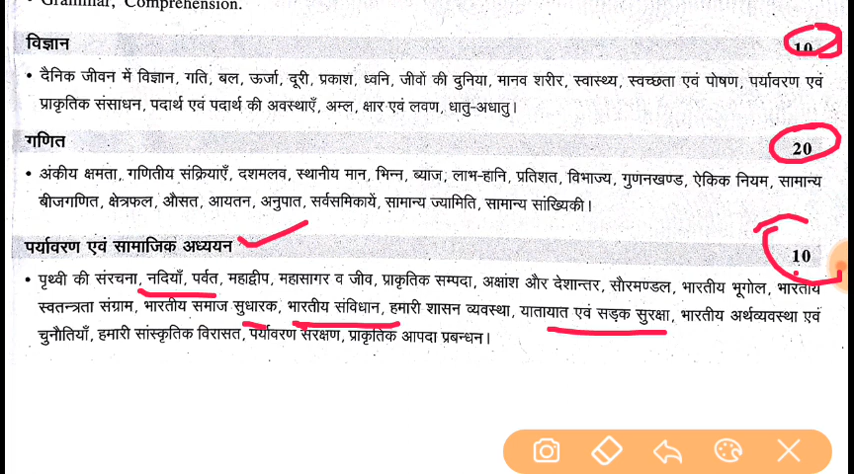 • Grammar, Comprehension.
विज्ञान 10
• दैनिक जीवन में विज्ञान, गति, बल, ऊर्जा, दूरी, प्रकाश, ध्वनि, जीवों की दुनिया, मानव शरीर, स्वास्थ्य, स्वच्छता एवं पोषण, पर्यावरण एवं
प्राकृतिक संसाधन, पदार्थ एवं पदार्थ की अवस्थाएँ, अम्ल, क्षार एवं लवण, धातु-अधातु।
गणित 20
• अंकीय क्षमता, गणितीय संक्रियाएँ, दशमलव, स्थानीय मान, भिन्न, ब्याज, लाभ-हानि, प्रतिशत, विभाज्य, गुणनखण्ड, ऐकिक नियम, सामान्य
बीजगणित, क्षेत्रफल, औसत, आयतन, अनुपात, सर्वसमिकायें, सामान्य ज्यामिति, सामान्य सांख्यिकी।
पर्यावरण एवं सामाजिक अध्ययन 10
• पृथ्वी की संरचना, नदियाँ, पर्वत, महाद्वीप, महासागर व जीव, प्राकृतिक सम्पदा, अक्षांश और देशान्तर, सौरमण्डल, भारतीय भूगोल, भारतीय
स्वतन्त्रता संग्राम, भारतीय समाज सुधारक, भारतीय संविधान, हमारी शासन व्यवस्था, यातायात एवं सड़क सुरक्षा, भारतीय अर्थव्यवस्था एवं
चुनौतियाँ, हमारी सांस्कृतिक विरासत, पर्यावरण संरक्षण, प्राकृतिक आपदा प्रबन्धन।